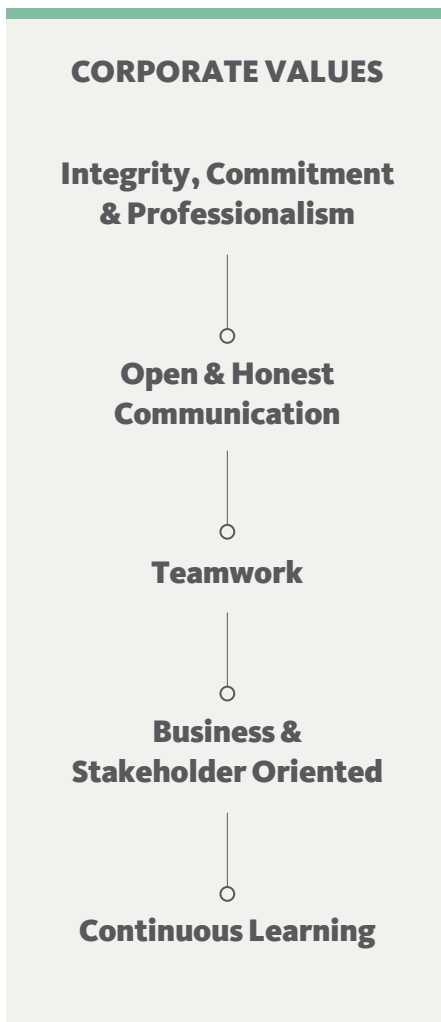 CORPORATE VALUES
Integrity, Commitment
& Professionalism
Open & Honest
Communication
Teamwork
Business &
Stakeholder Oriented
Continuous Learning